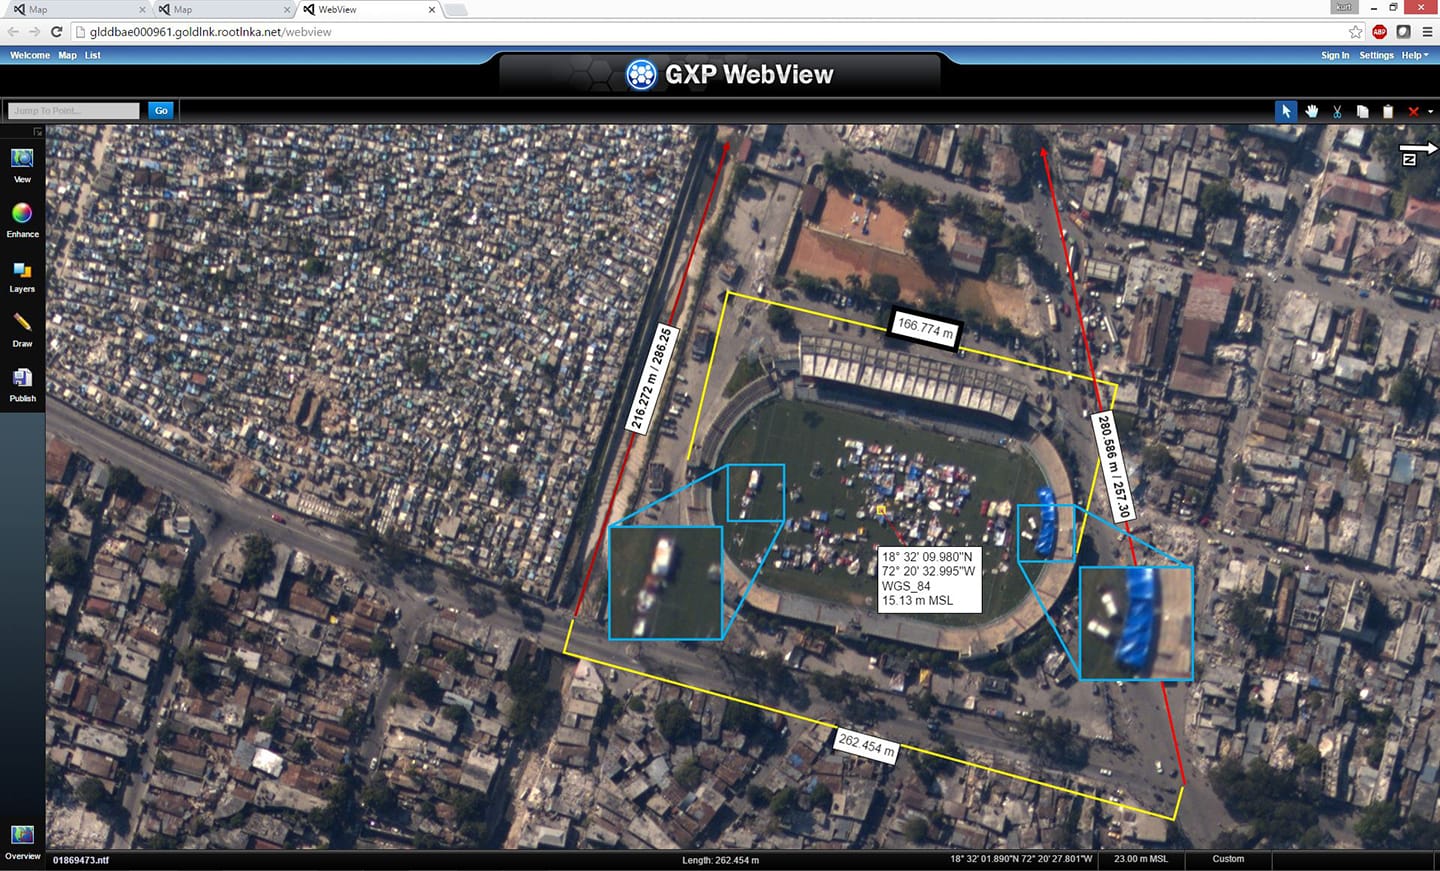 Map
Map
WebView
kurt
glddbae000961.goldlnk.rootlnka.net/webview
ABP
Welcome Map List
Sign In Settings Help
GXP WebView
Jump To Point...
Go
View
Enhance
Layers
Draw
Publish
Overview
N
166.774 m
216.272 m / 286.25
280.586 m / 257.30
18° 32' 09.980"N
72° 20' 32.995"W
WGS_84
15.13 m MSL
262.454 m
01869473.ntf
Length: 262.454 m
18° 32' 01.890"N 72° 20' 27.801"W
23.00 m MSL
Custom